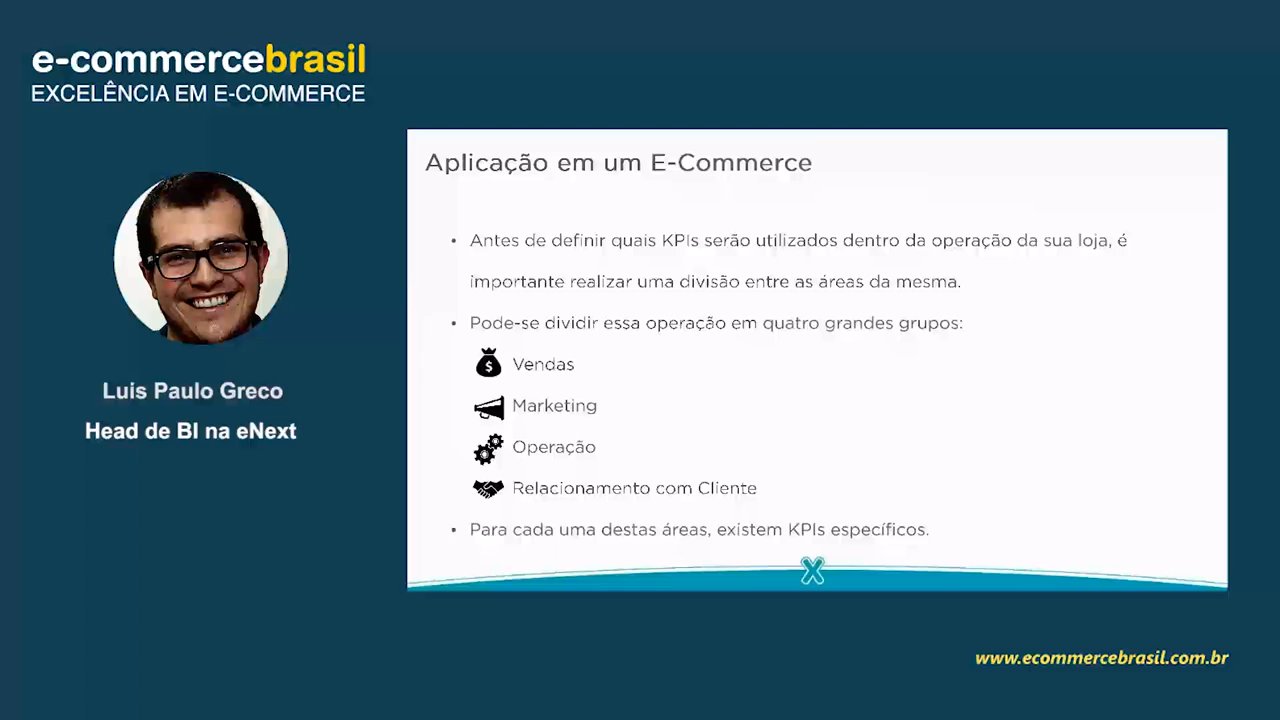 e-commercebrasil
EXCELÊNCIA EM E-COMMERCE
Luis Paulo Greco
Head de BI na eNext
Aplicação em um E-Commerce
• Antes de definir quais KPIs serão utilizados dentro da operação da sua loja, é
importante realizar uma divisão entre as áreas da mesma.
• Pode-se dividir essa operação em quatro grandes grupos:
$ Vendas
Marketing
Operação
Relacionamento com Cliente
• Para cada uma destas áreas, existem KPIs específicos.
X
www.ecommercebrasil.com.br